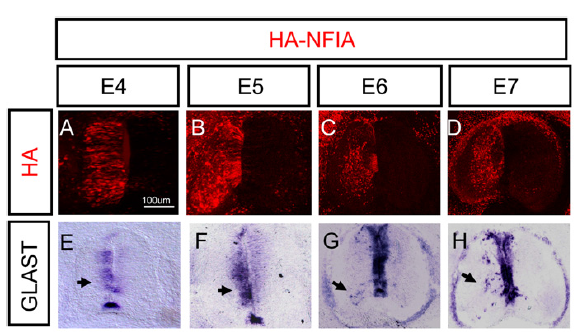 HA-NFIA
E4 E5 E6 E7
HA
A B C D
100um
GLAST
E F G H